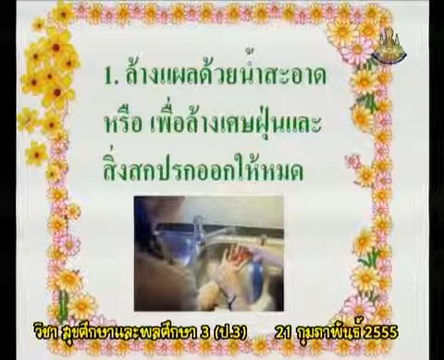 1. ล้างแผลด้วยน้ำสะอาด
หรือ เพื่อล้างเศษฝุ่นและ
สิ่งสกปรกออกให้หมด
วิชา สุขศึกษาและพลศึกษา 3 (ป.3) 21 กุมภาพันธ์ 2555